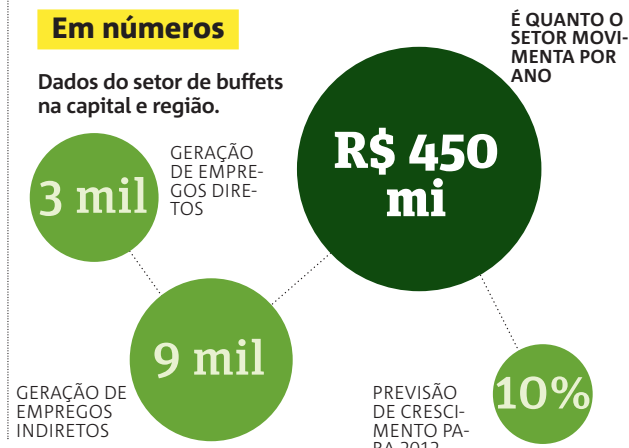 Em números
Dados do setor de buffets
na capital e região.
3 mil
GERAÇÃO
DE EMPRE-
GOS DIRE-
TOS
R$ 450
mi
É QUANTO O
SETOR MOVI-
MENTA POR
ANO
9 mil
GERAÇÃO DE
EMPREGOS
INDIRETOS
10%
PREVISÃO
DE CRESCI-
MENTO PA-
RA 2012